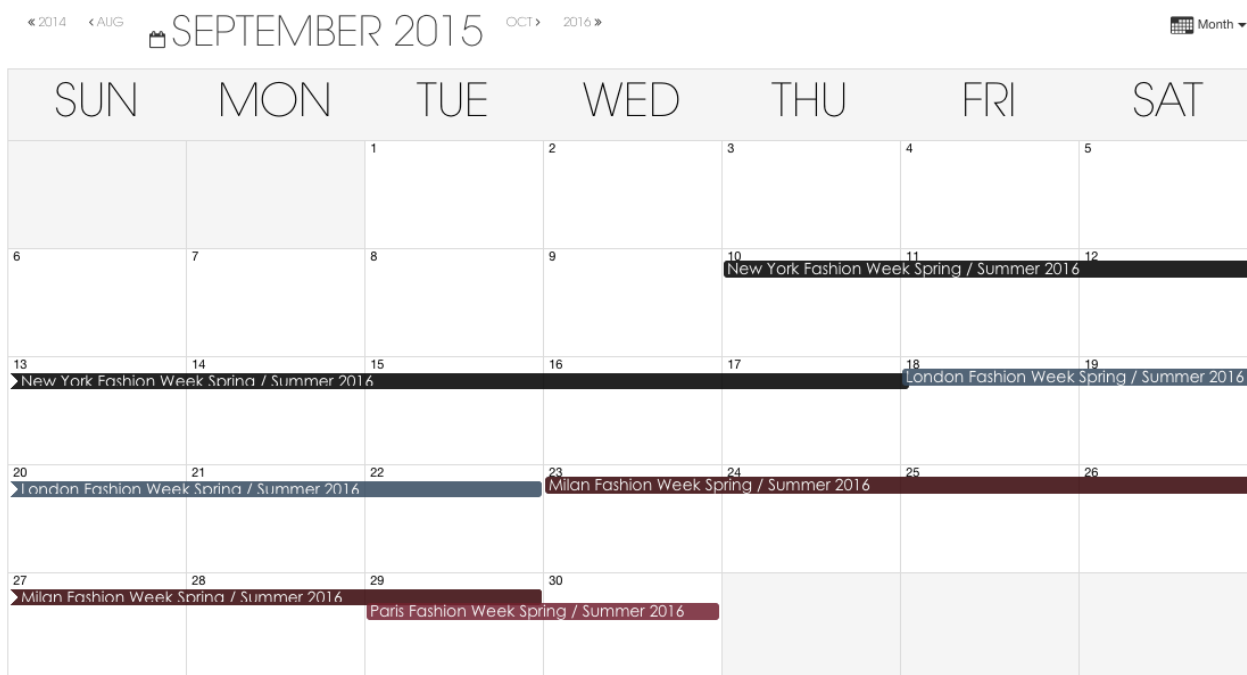 « 2014 < AUG SEPTEMBER 2015 OCT > 2016 » Month
SUN MON TUE WED THU FRI SAT
1 2 3 4 5
6 7 8 9 10 11 12
New York Fashion Week Spring / Summer 2016
13 14 15 16 17 18 19
New York Fashion Week Spring / Summer 2016 London Fashion Week Spring / Summer 2016
20 21 22 23 24 25 26
London Fashion Week Spring / Summer 2016 Milan Fashion Week Spring / Summer 2016
27 28 29 30
Milan Fashion Week Spring / Summer 2016
Paris Fashion Week Spring / Summer 2016